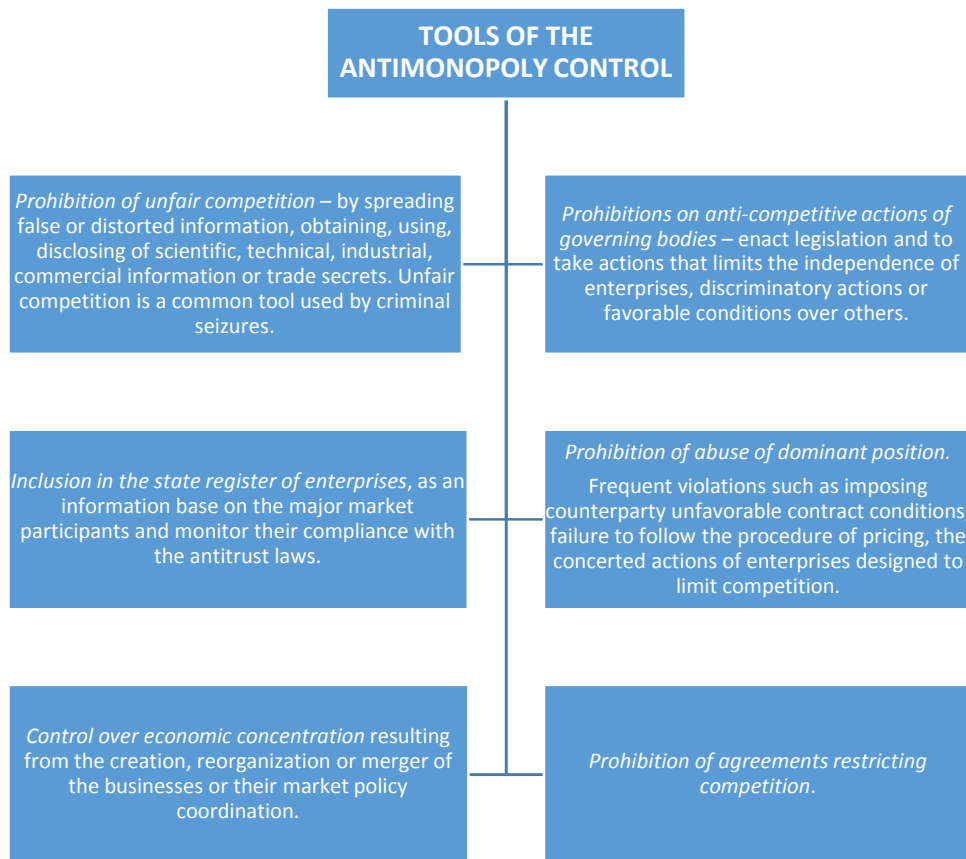 TOOLS OF THE
ANTIMONOPOLY CONTROL
Prohibition of unfair competition – by spreading
false or distorted information, obtaining, using,
disclosing of scientific, technical, industrial,
commercial information or trade secrets. Unfair
competition is a common tool used by criminal
seizures.
Prohibitions on anti-competitive actions of
governing bodies – enact legislation and to
take actions that limits the independence of
enterprises, discriminatory actions or
favorable conditions over others.
Inclusion in the state register of enterprises, as an
information base on the major market
participants and monitor their compliance with
the antitrust laws.
Prohibition of abuse of dominant position.
Frequent violations such as imposing
counterparty unfavorable contract conditions
failure to follow the procedure of pricing, the
concerted actions of enterprises designed to
limit competition.
Control over economic concentration resulting
from the creation, reorganization or merger of
the businesses or their market policy
coordination.
Prohibition of agreements restricting
competition.